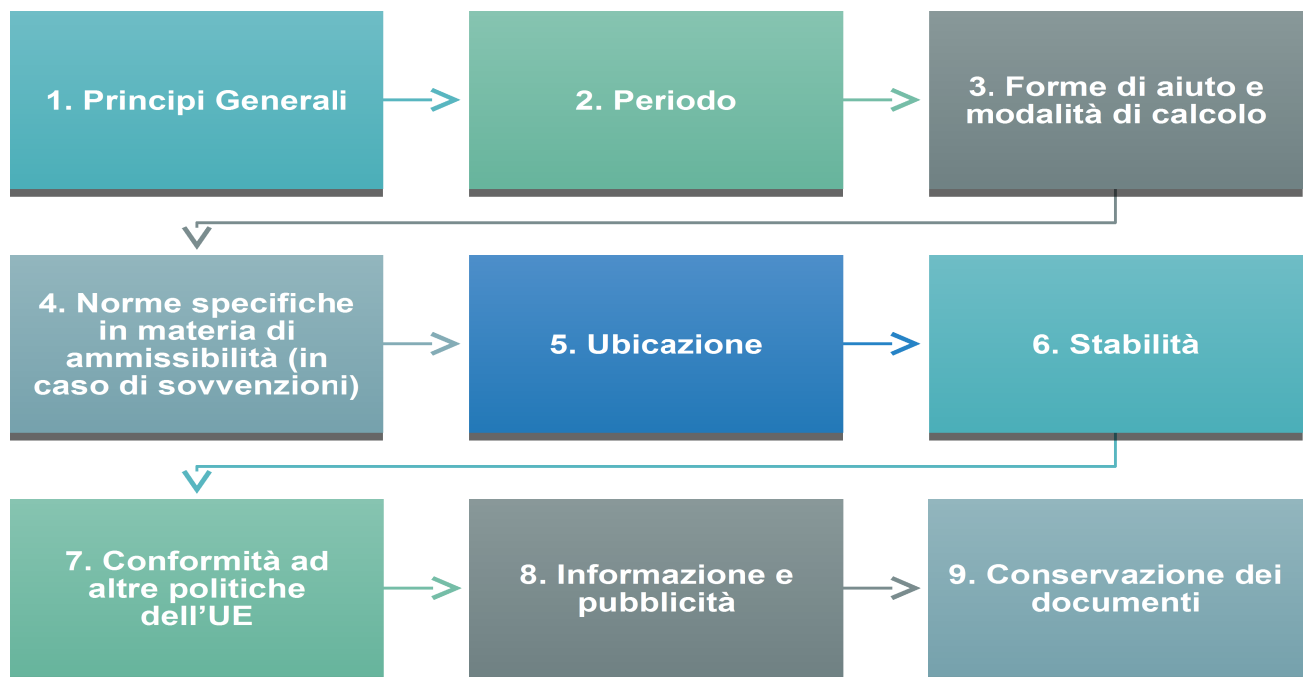 1. Principi Generali
2. Periodo
3. Forme di aiuto e
modalità di calcolo
4. Norme specifiche
in materia di
ammissibilità (in
caso di sovvenzioni)
5. Ubicazione
6. Stabilità
7. Conformità ad
altre politiche
dell’UE
8. Informazione e
pubblicità
9. Conservazione dei
documenti